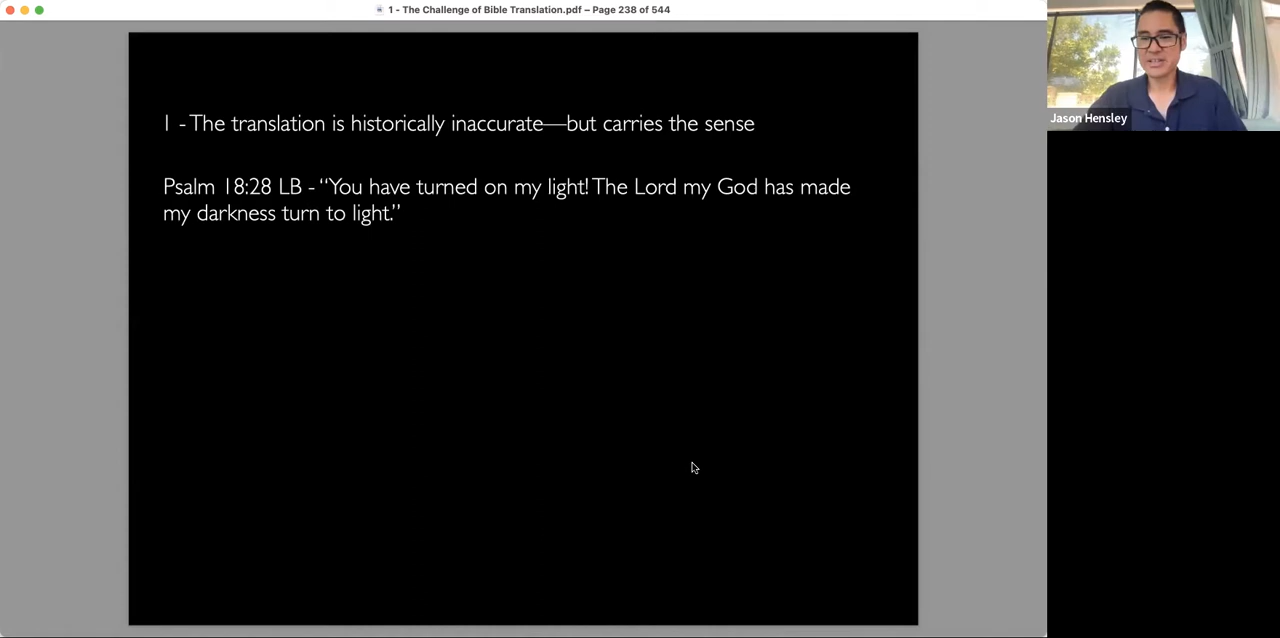 1 - The Challenge of Bible Translation.pdf – Page 238 of 544
1 - The translation is historically inaccurate—but carries the sense
Psalm 18:28 LB - “You have turned on my light! The Lord my God has made
my darkness turn to light.”
Jason Hensley